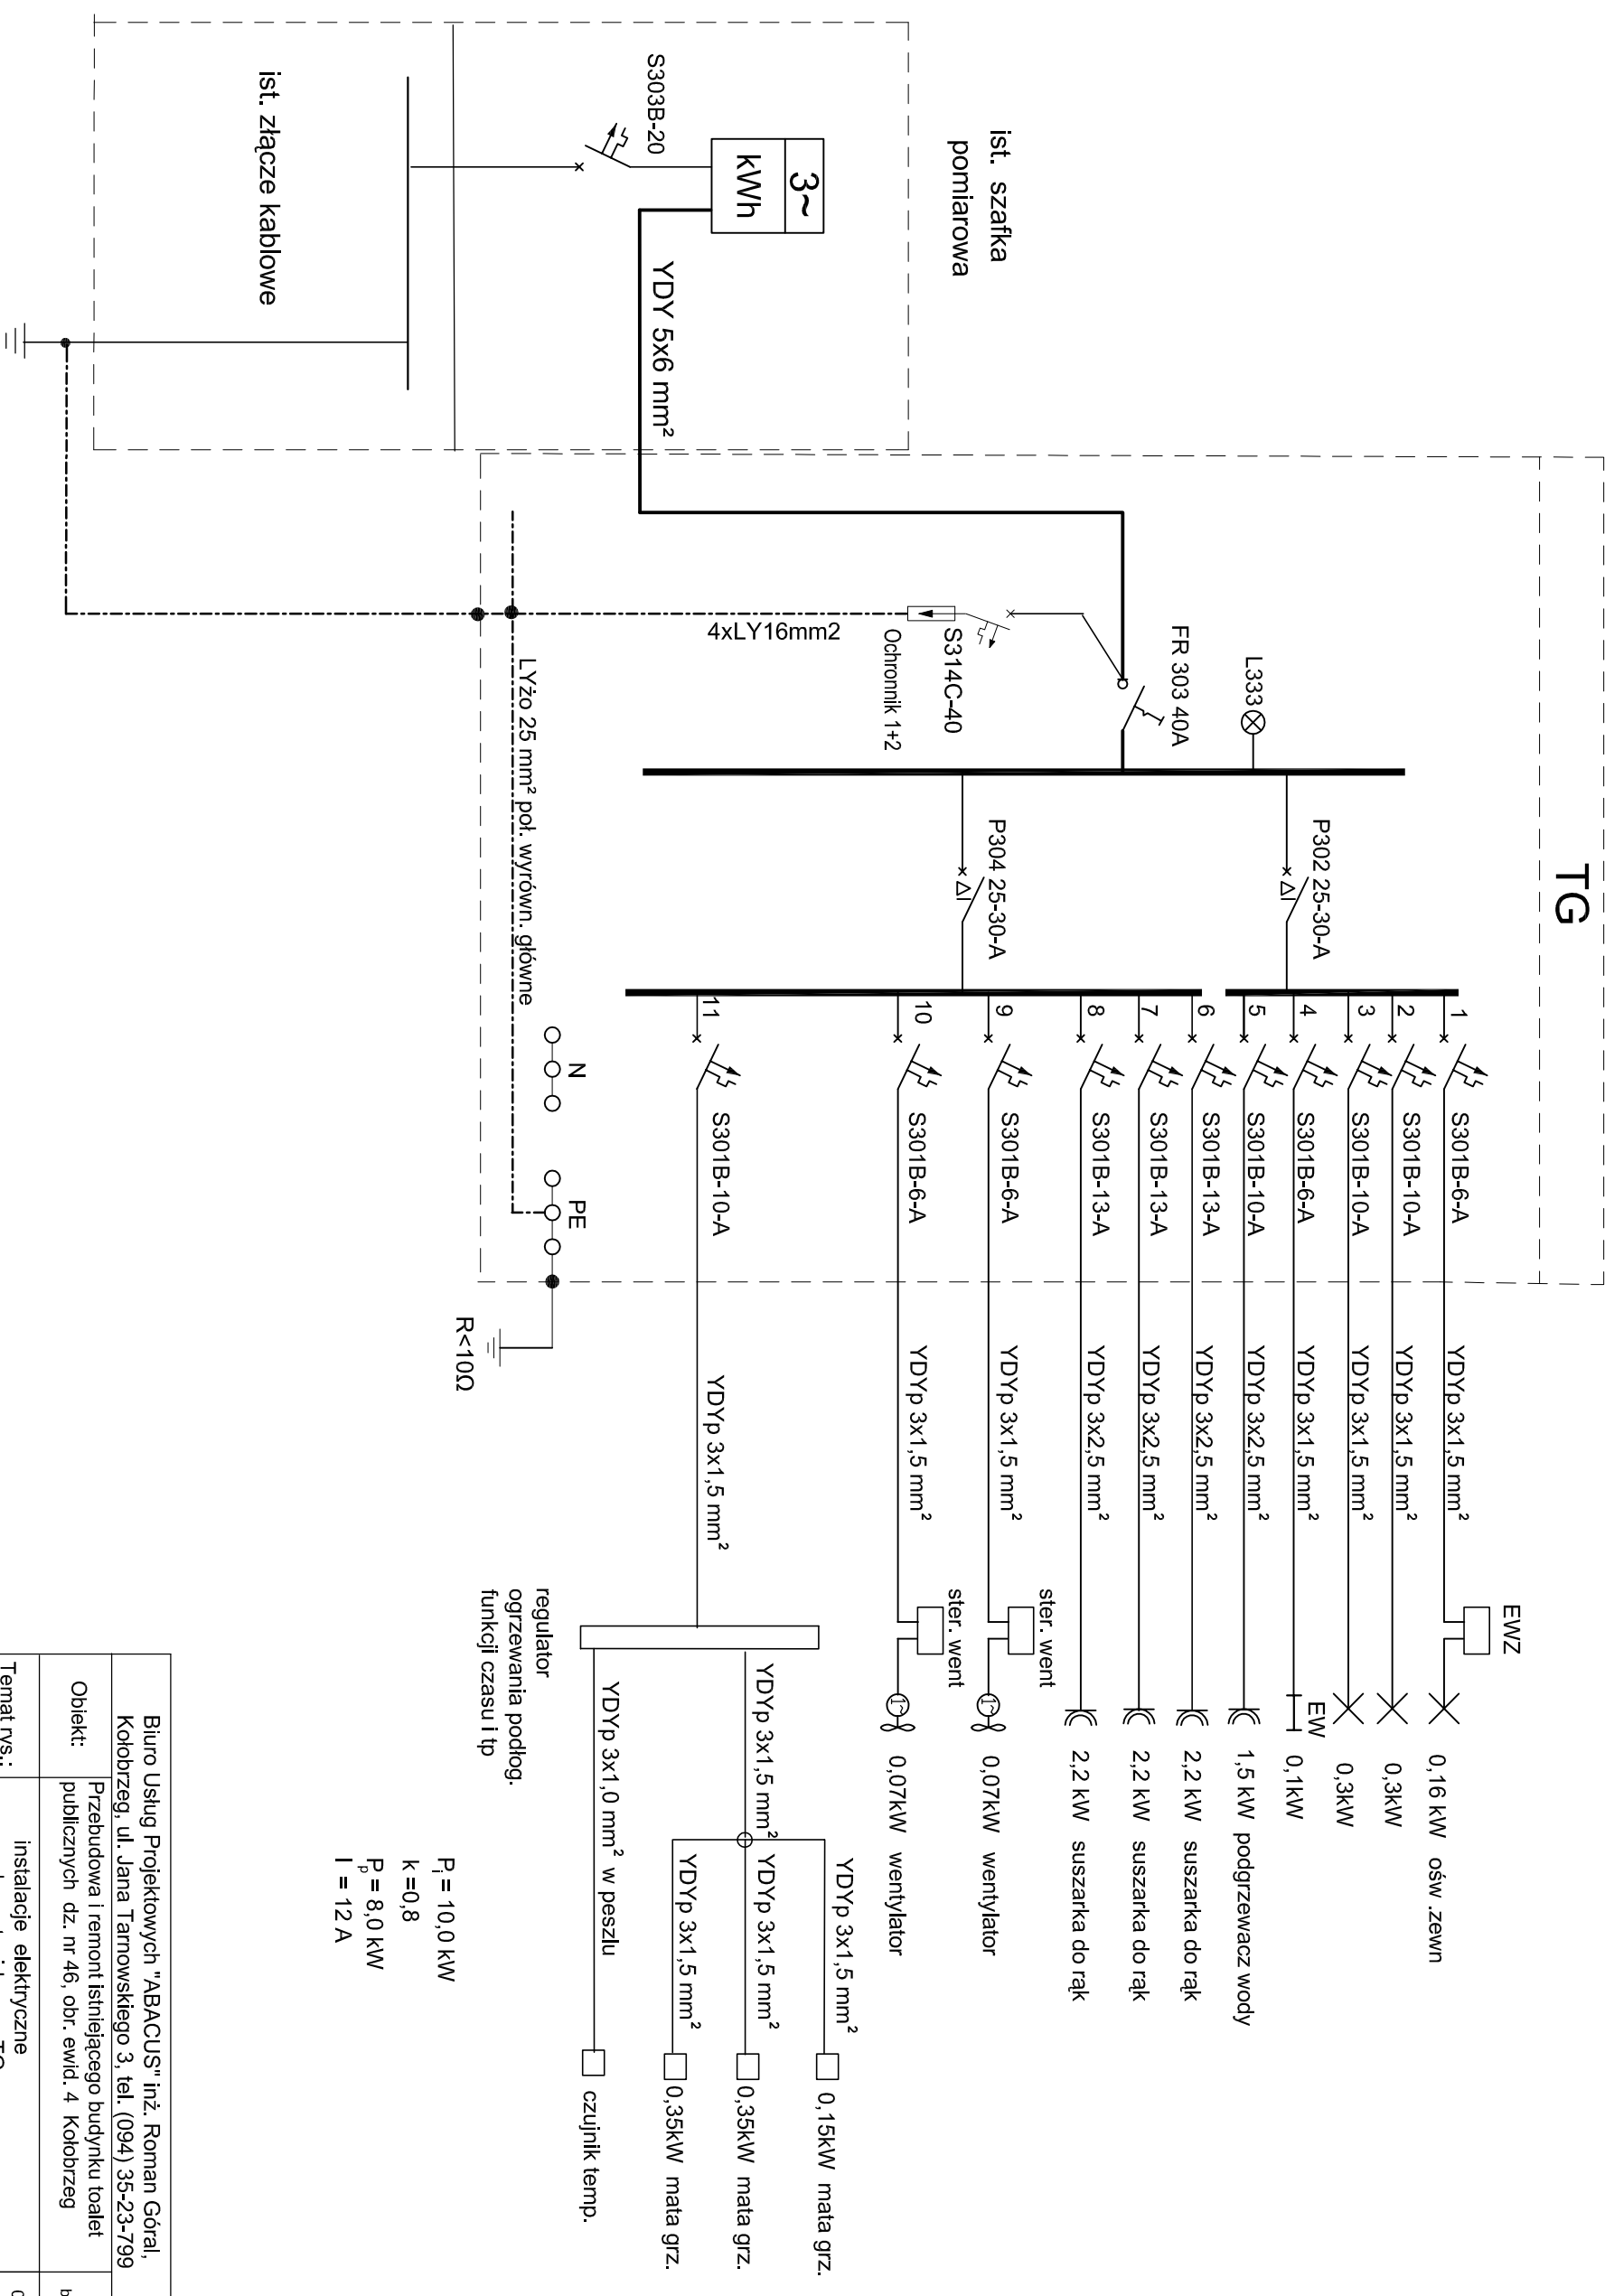 TG
ist. szafka
pomiarowa
3~
kWh
S303B-20
YDY 5x6 mm²
ist. złącze kablowe
L333
FR 303 40A
S314C-40
Ochronnik 1+2
4xLY16mm2
LYżo 25 mm² poł. wyrówn. główne
P302 25-30-A
ΔI
P304 25-30-A
ΔI
1
S301B-6-A
YDYp 3x1,5 mm²
EWZ
0,16 kW ośw .zewn
2
S301B-10-A
YDYp 3x1,5 mm²
0,3kW
3
S301B-10-A
YDYp 3x1,5 mm²
0,3kW
4
S301B-6-A
YDYp 3x1,5 mm²
EW
0,1kW
5
S301B-10-A
YDYp 3x2,5 mm²
1,5 kW podgrzewacz wody
6
S301B-13-A
YDYp 3x2,5 mm²
2,2 kW suszarka do rąk
7
S301B-13-A
YDYp 3x2,5 mm²
2,2 kW suszarka do rąk
8
S301B-13-A
YDYp 3x2,5 mm²
2,2 kW suszarka do rąk
9
S301B-6-A
YDYp 3x1,5 mm²
ster. went
1~
0,07kW wentylator
10
S301B-6-A
YDYp 3x1,5 mm²
ster. went
1~
0,07kW wentylator
11
S301B-10-A
YDYp 3x1,5 mm²
YDYp 3x1,5 mm²
YDYp 3x1,5 mm²
0,15kW mata grz.
YDYp 3x1,5 mm²
0,35kW mata grz.
YDYp 3x1,5 mm²
0,35kW mata grz.
YDYp 3x1,0 mm² w peszlu
czujnik temp.
regulator
ogrzewania podłog.
funkcji czasu i tp
N
PE
R<10Ω
Pi = 10,0 kW
k =0,8
Pp = 8,0 kW
I = 12 A
Biuro Usług Projektowych "ABACUS" inż. Roman Góral,
Kołobrzeg, ul. Jana Tarnowskiego 3, tel. (094) 35-23-799
Obiekt:
Przebudowa i remont istniejącego budynku toalet
publicznych dz. nr 46, obr. ewid. 4 Kołobrzeg
Temat rys.:
instalacje elektryczne